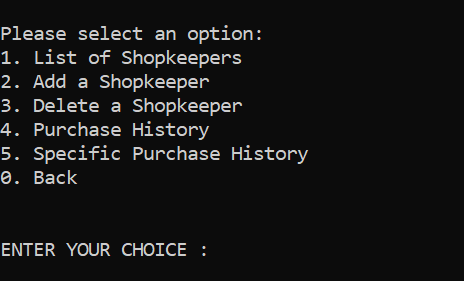 Please select an option:
1. List of Shopkeepers
2. Add a Shopkeeper
3. Delete a Shopkeeper
4. Purchase History
5. Specific Purchase History
0. Back
ENTER YOUR CHOICE :